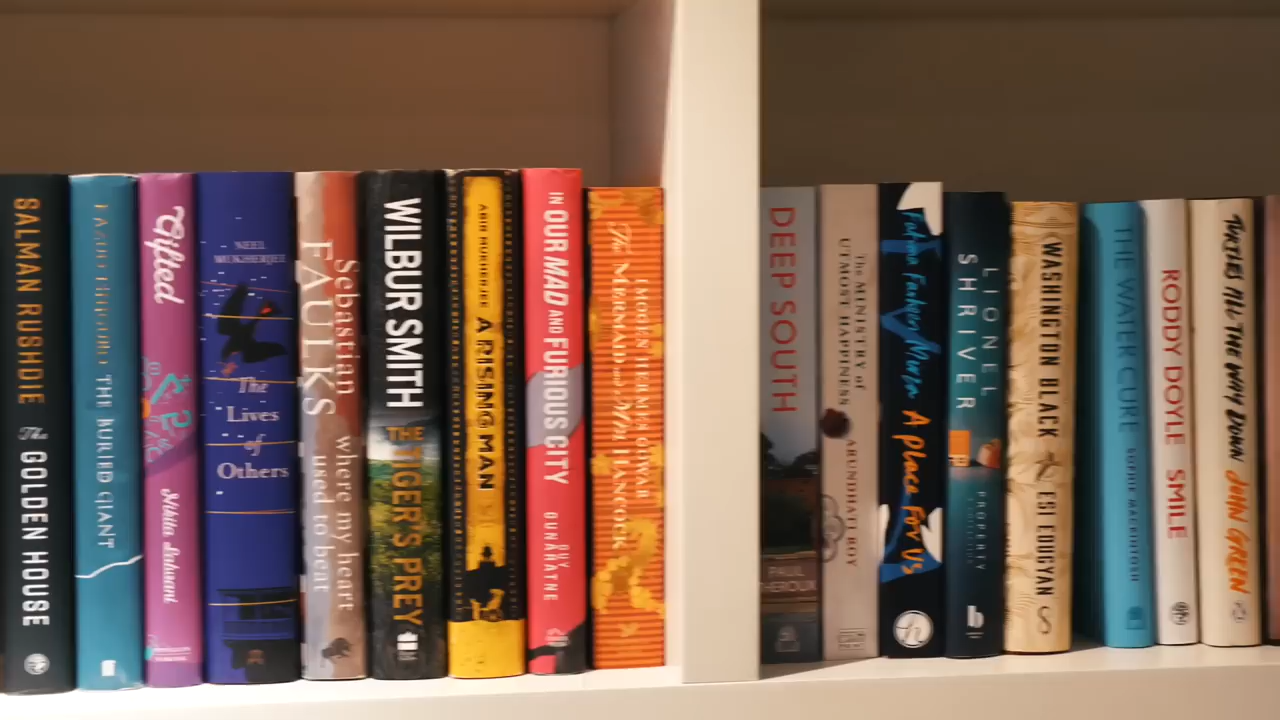 SALMAN RUSHDIE The GOLDEN HOUSE
THE BURIED GIANT
Gifted
Nikita Lalwani
NEEL
MUKHERJEE
The
Lives
of
Others
Sebastian
FAULKS
where my heart
used to beat
WILBUR SMITH
THE
TIGER'S PREY
ABIR MUKHERJEE A RISING MAN
IN OUR MAD AND FURIOUS CITY
GUY
GUNARATNE
IMOGEN HERMES GOWAR
The MERMAID and Mrs HANCOCK
DEEP SOUTH
PAUL
THEROUX
The MINISTRY of
UTMOST HAPPINESS
ARUNDHATI ROY
Fatima Farheen Mirza A Place For Us
LIONEL
SHRIVER
PROPERTY
WASHINGTON BLACK ESI EDUGYAN
THE WATER CURE SOPHIE MACKINTOSH
RODDY DOYLE SMILE
TURTLES ALL THE WAY DOWN JOHN GREEN